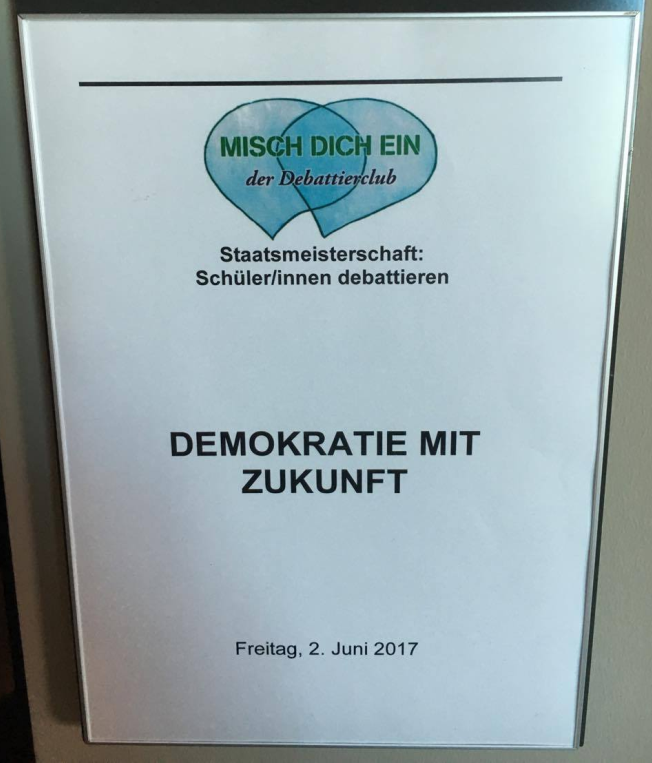 MISCH DICH EIN
der Debattierclub
Staatsmeisterschaft:
Schüler/innen debattieren
DEMOKRATIE MIT
ZUKUNFT
Freitag, 2. Juni 2017